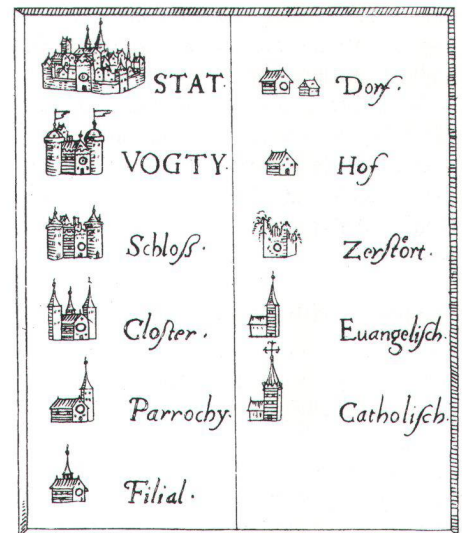 STAT.
VOGTY.
Schloß.
Closter.
Parrochy.
Filial.
Dorf.
Hof
Zerstört.
Euangelisch.
Catholisch.